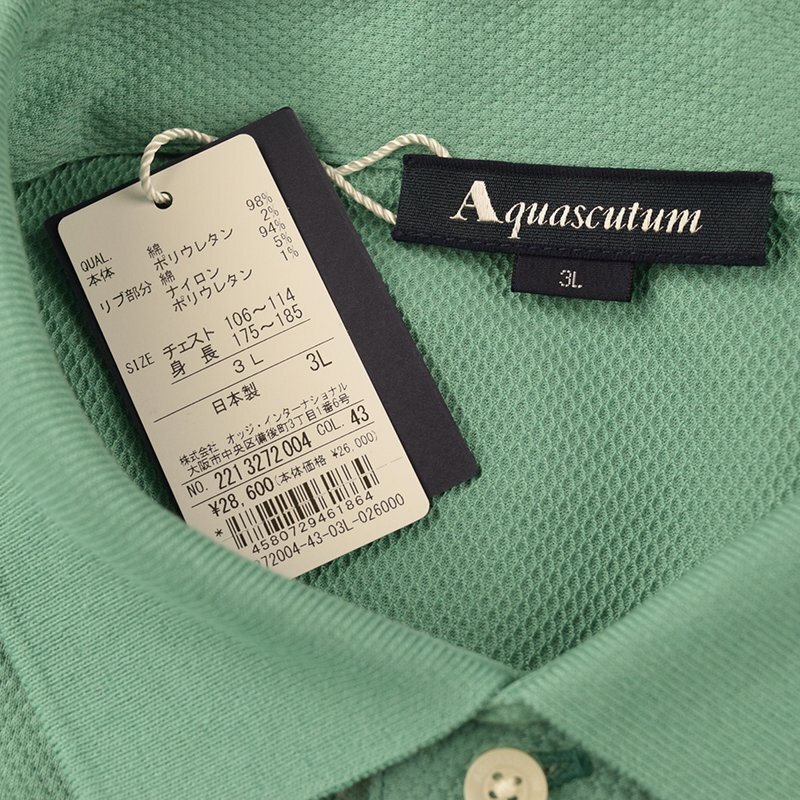 Aquascutum
3L
QUAL.
本体 綿 98%
ポリウレタン 2%
リブ部分 綿 94%
ナイロン 5%
ポリウレタン 1%
SIZE チェスト 106～114
身長 175～185
3L 3L
日本製
株式会社 オッジ・インターナショナル
大阪市中央区備後町3丁目1番6号
NO. 221 3272004 COL. 43
¥28,600(本体価格 ¥26,000)
*
4580729461864
072004-43-03L-026000